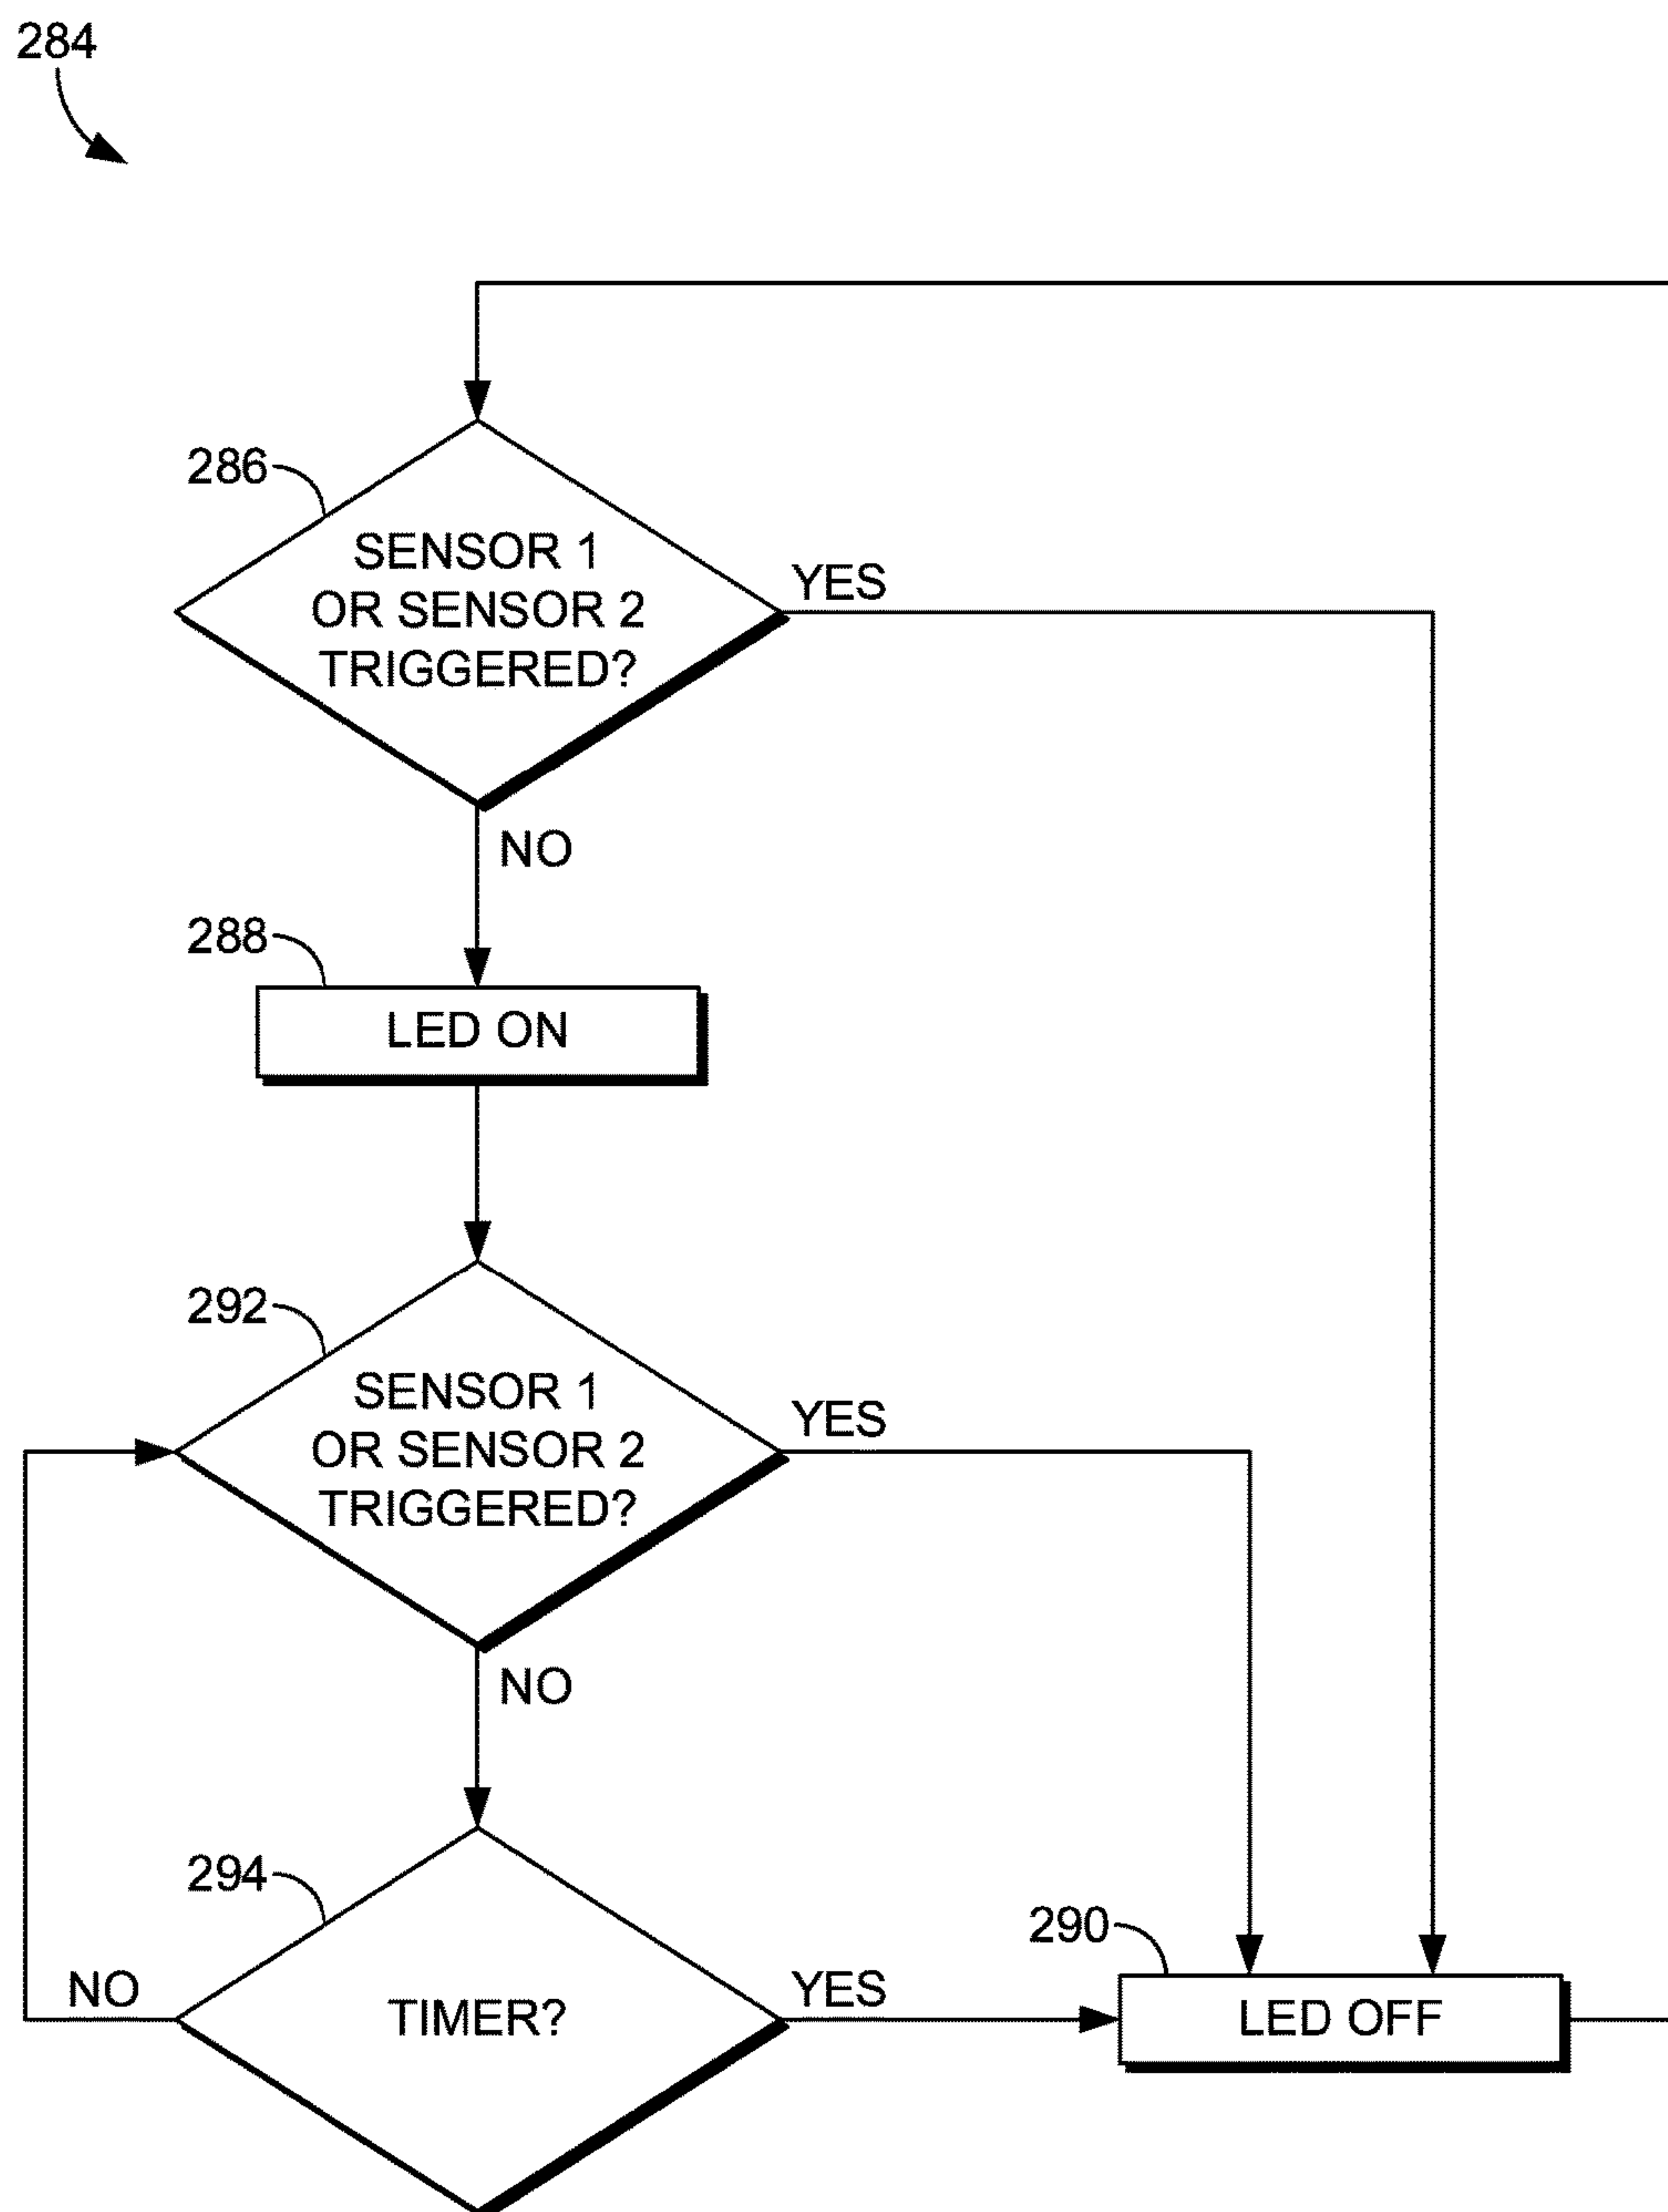 284
286
SENSOR 1
OR SENSOR 2
TRIGGERED?
YES
NO
288
LED ON
292
SENSOR 1
OR SENSOR 2
TRIGGERED?
YES
NO
294
TIMER?
NO
YES
290
LED OFF